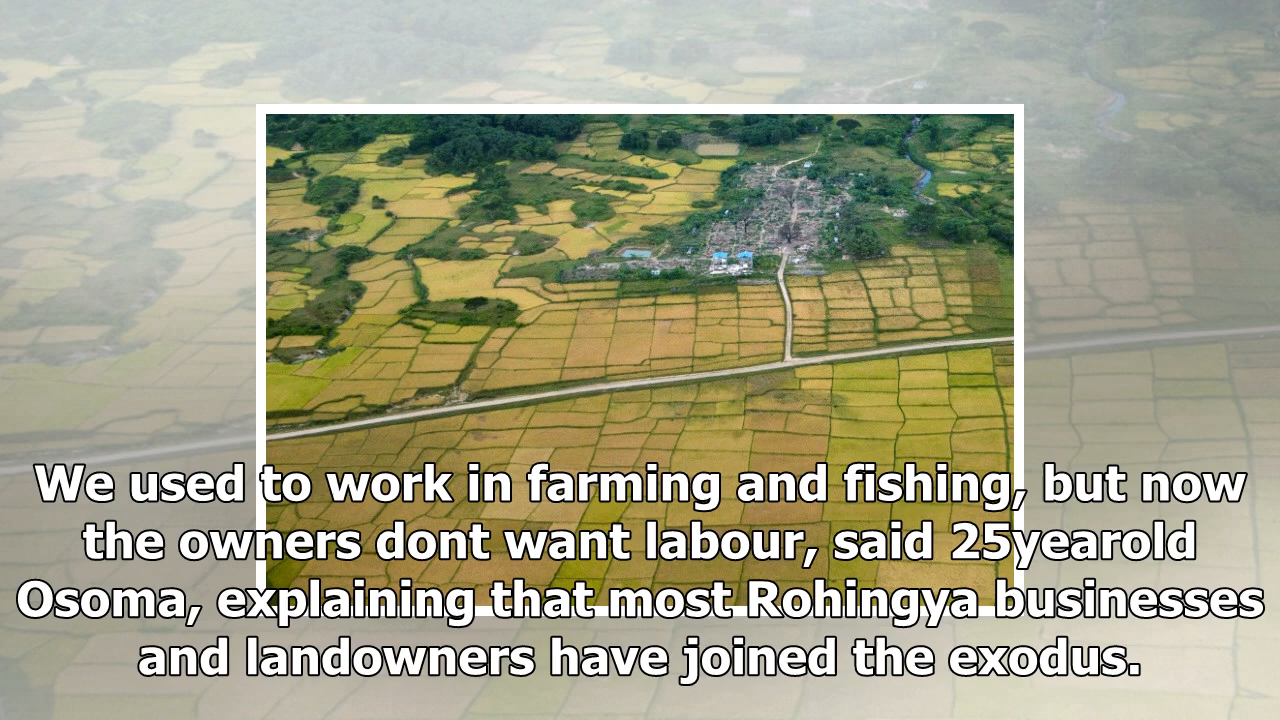 We used to work in farming and fishing, but now
the owners dont want labour, said 25yearold
Osoma, explaining that most Rohingya businesses
and landowners have joined the exodus.